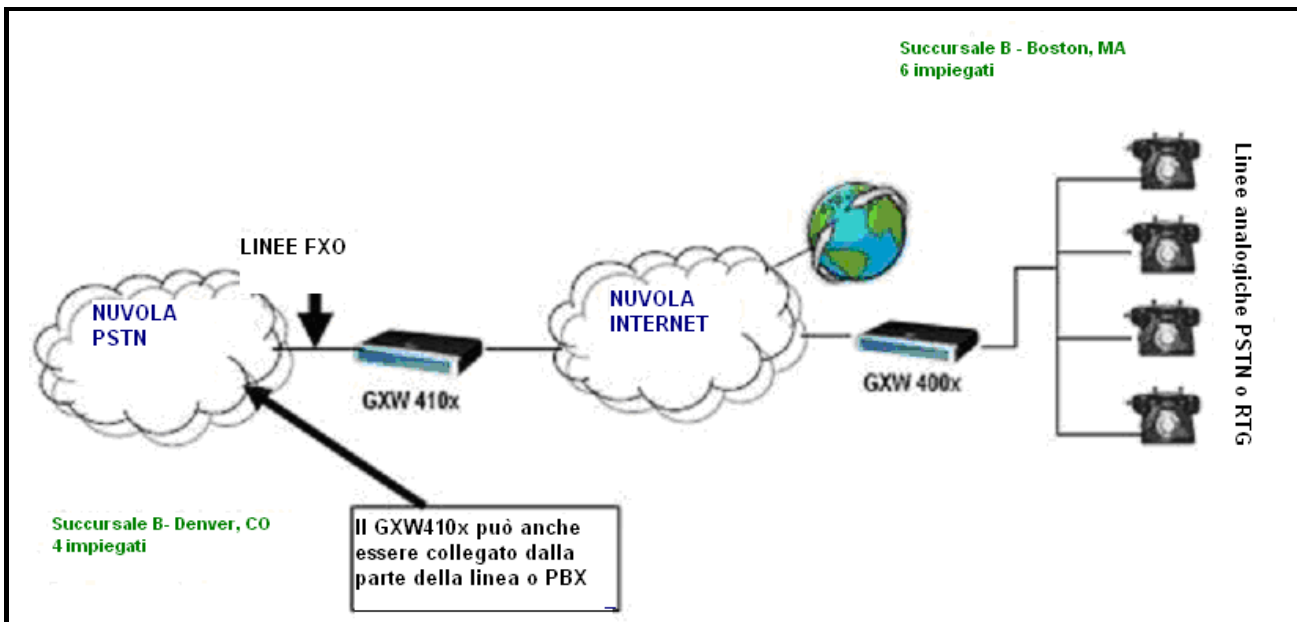 Succursale B - Boston, MA
6 impiegati
LINEE FXO
NUVOLA
PSTN
NUVOLA
INTERNET
GXW 410x
GXW 400x
Linee analogiche PSTN o RTG
Succursale B- Denver, CO
4 impiegati
Il GXW410x può anche
essere collegato dalla
parte della linea o PBX